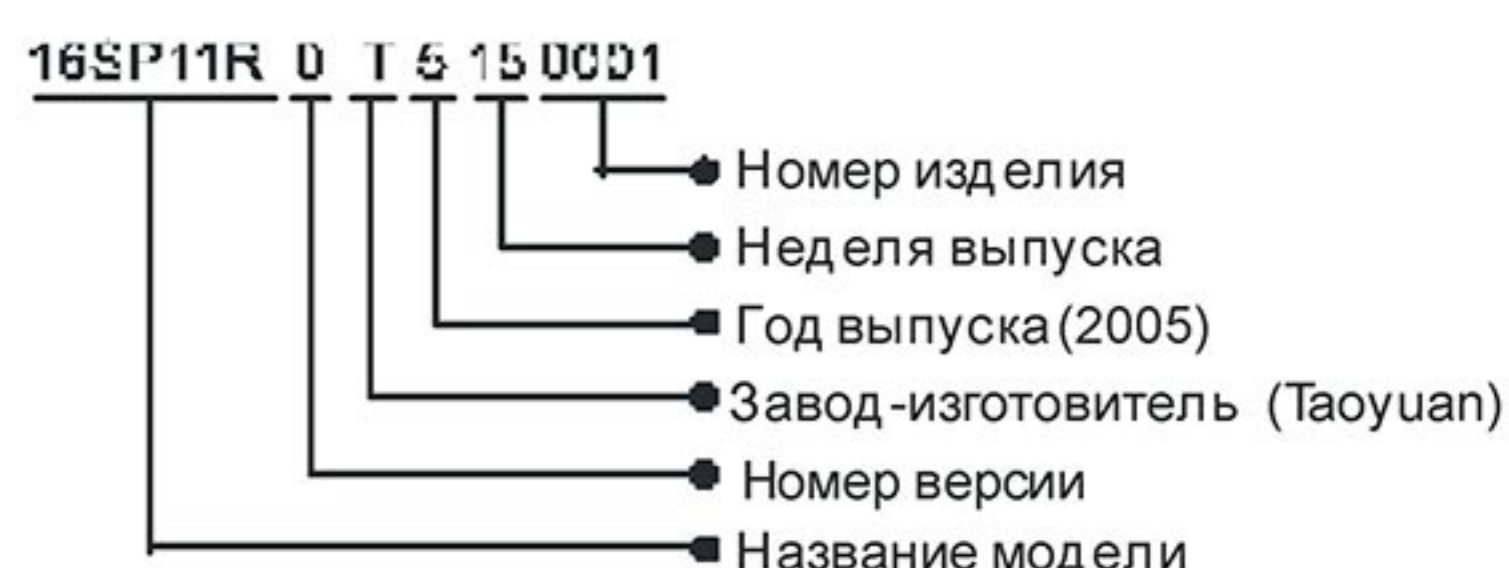 16SP11R 0 T 5 15 0001
Номер изделия
Неделя выпуска
Год выпуска (2005)
Завод-изготовитель (Taoyuan)
Номер версии
Название модели